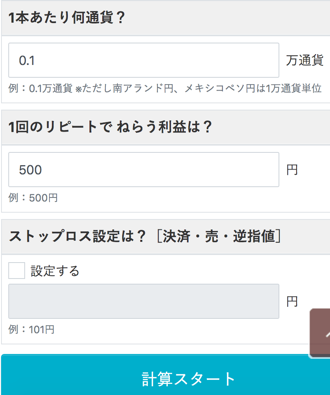 1本あたり何通貨？
0.1 万通貨
例：0.1万通貨 ※ただし南アランド円、メキシコペソ円は1万通貨単位
1回のリピートで ねらう利益は？
500 円
例：500円
ストップロス設定は？［決済・売・逆指値］
設定する
円
例：101円
計算スタート